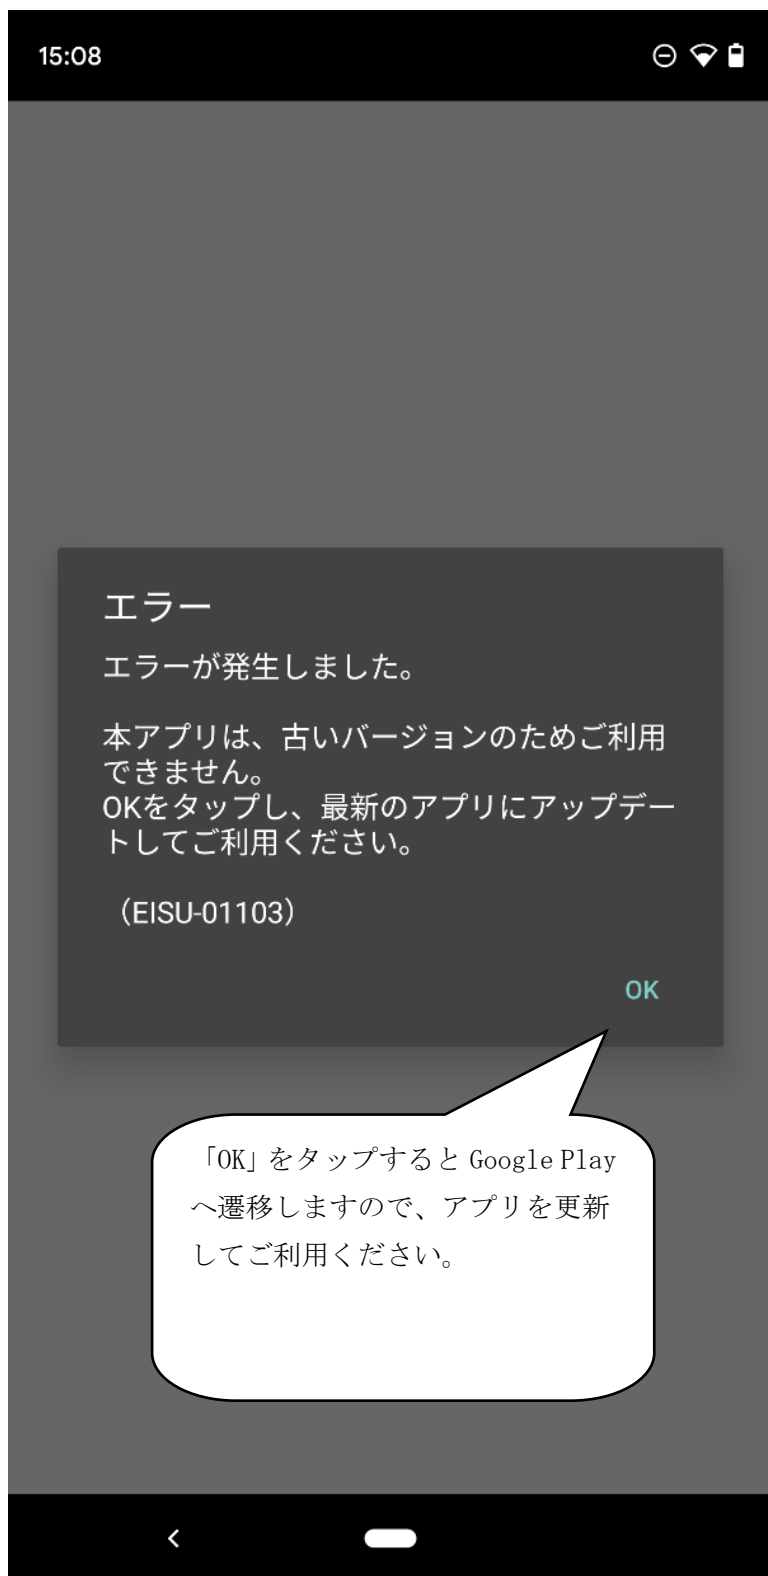 15:08
エラー
エラーが発生しました。
本アプリは、古いバージョンのためご利用
できません。
OKをタップし、最新のアプリにアップデー
トしてご利用ください。
（EISU-01103）
OK
「OK」をタップすると Google Play
へ遷移しますので、アプリを更新
してご利用ください。